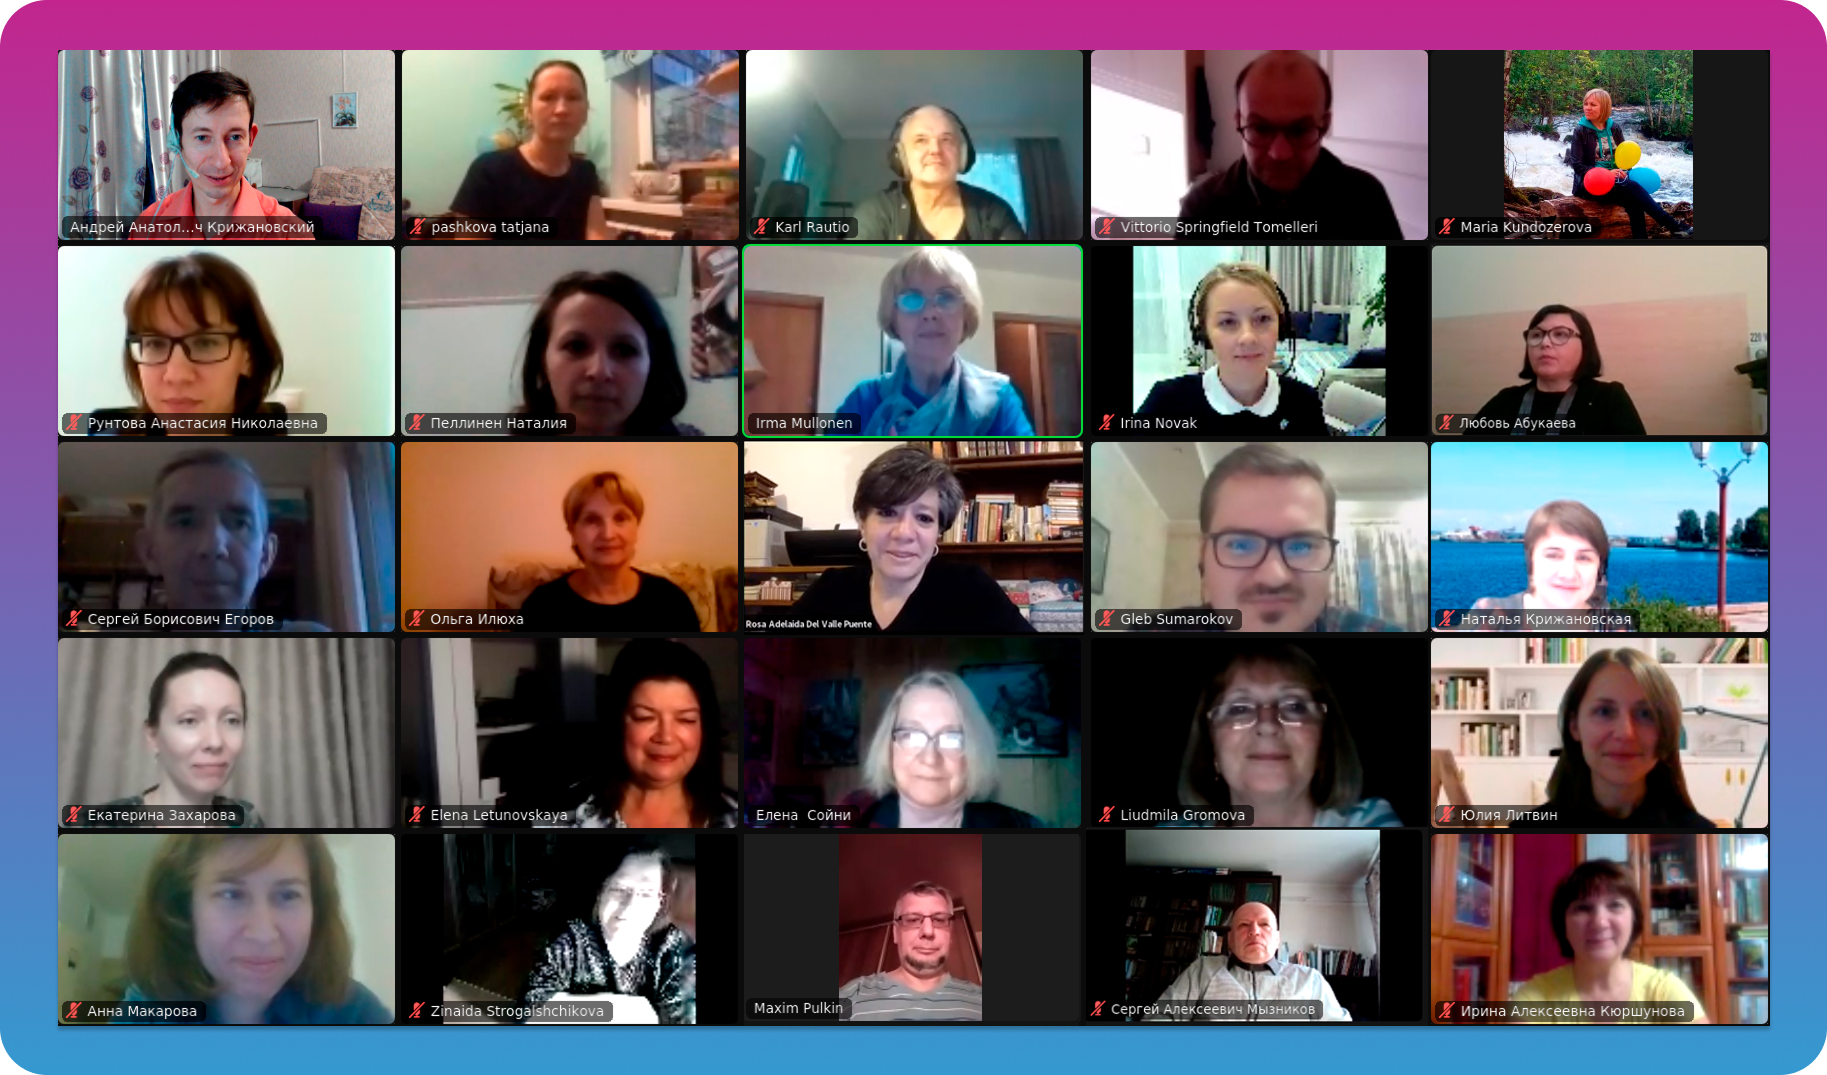 Андрей Анатол...ч Крижановский
pashkova tatjana
Karl Rautio
Vittorio Springfield Tomelleri
Maria Kundozerova
Рунтова Анастасия Николаевна
Пеллинен Наталия
Irma Mullonen
Irina Novak
Любовь Абукаева
Сергей Борисович Егоров
Ольга Илюха
Rosa Adelaida Del Valle Puente
Gleb Sumarokov
Наталья Крижановская
Екатерина Захарова
Elena Letunovskaya
Елена Сойни
Liudmila Gromova
Юлия Литвин
Анна Макарова
Zinaida Strogalshchikova
Maxim Pulkin
Сергей Алексеевич Мызников
Ирина Алексеевна Кюршунова